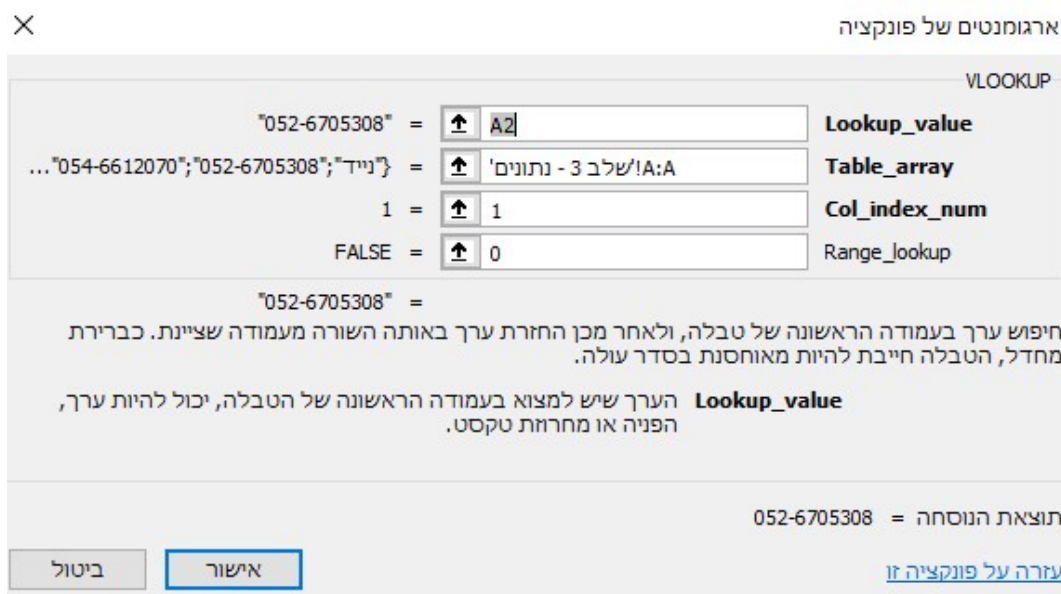 ארגומנטים של פונקציה
VLOOKUP
Lookup_value A2 = "052-6705308"
Table_array 'שלב 3 - נתונים'!A:A = {"נייד";"052-6705308";"054-6612070"...
Col_index_num 1 = 1
Range_lookup 0 = FALSE
= "052-6705308"
חיפוש ערך בעמודה הראשונה של טבלה, ולאחר מכן החזרת ערך באותה השורה מעמודה שציינת. כברירת
מחדל, הטבלה חייבת להיות מאוחסנת בסדר עולה.
Lookup_value הערך שיש למצוא בעמודה הראשונה של הטבלה, יכול להיות ערך,
הפניה או מחרוזת טקסט.
תוצאת הנוסחה = 052-6705308
עזרה על פונקציה זו
אישור
ביטול